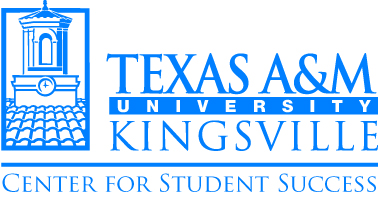 TEXAS A&M
UNIVERSITY
KINGSVILLE
CENTER FOR STUDENT SUCCESS